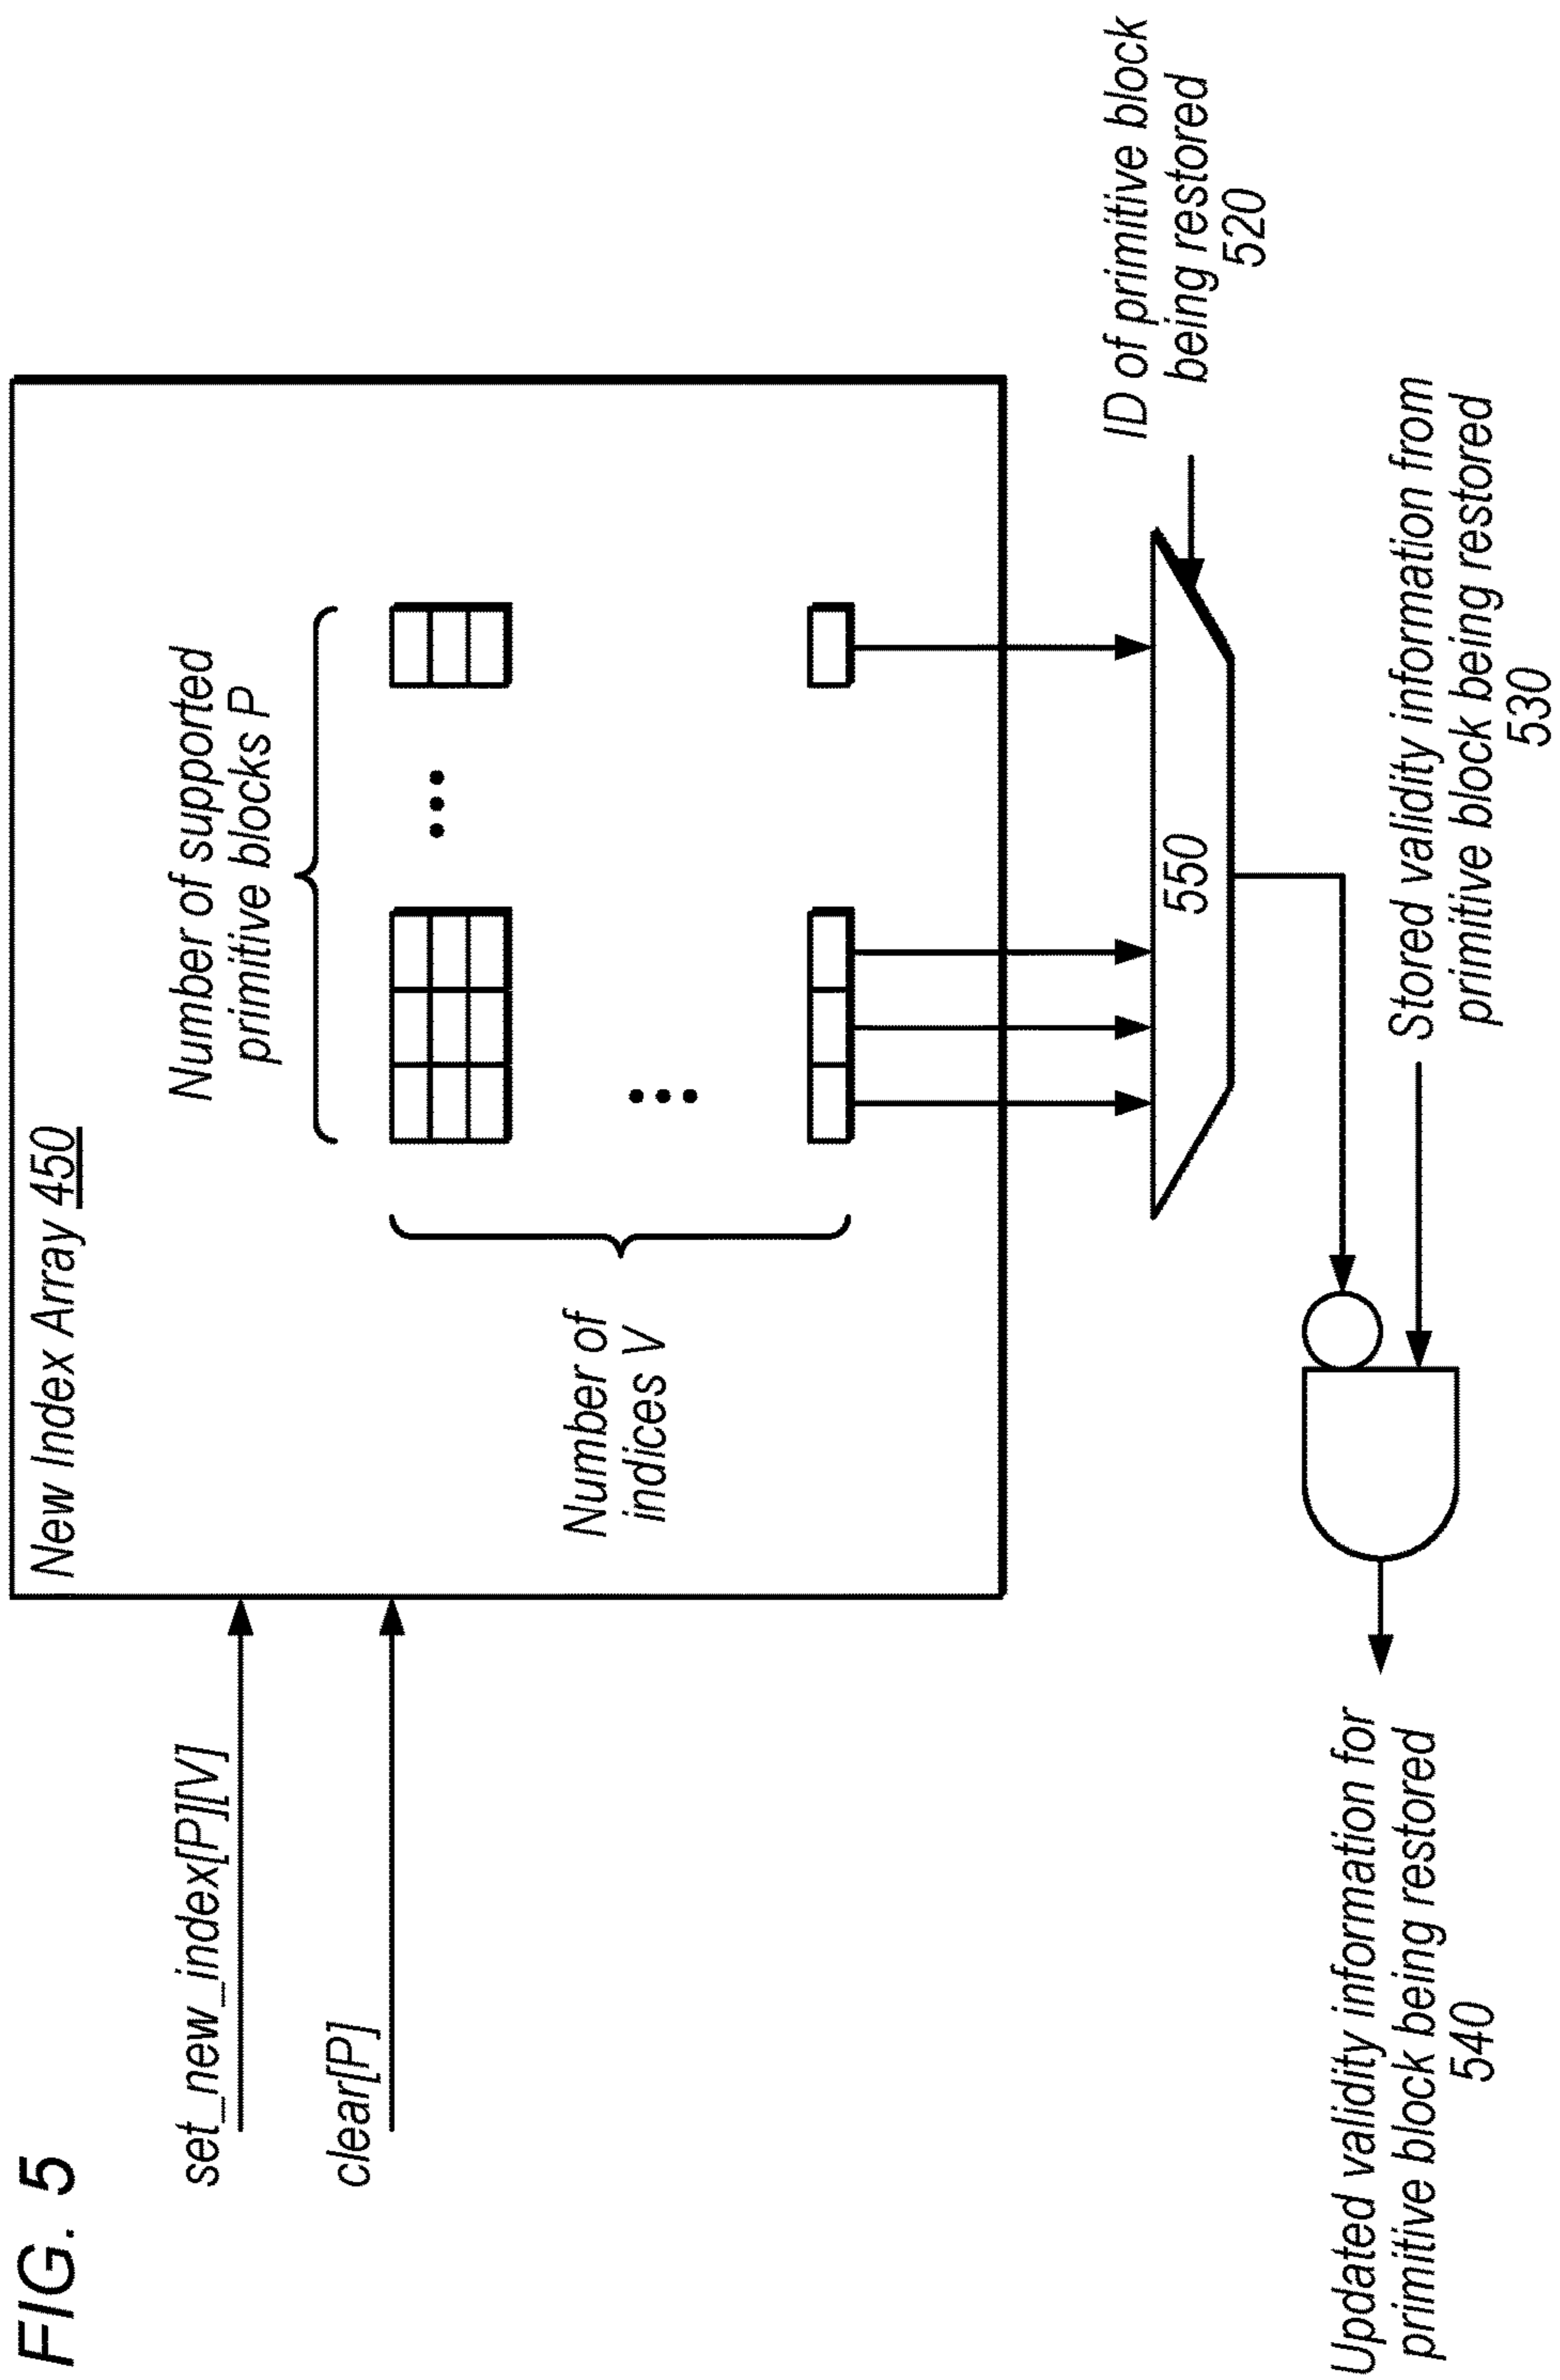 FIG. 5
New Index Array 450
set_new_index[P][V]
clear[P]
Number of supported
primitive blocks P
Number of
indices V
ID of primitive block
being restored
520
550
Stored validity information from
primitive block being restored
530
Updated validity information for
primitive block being restored
540